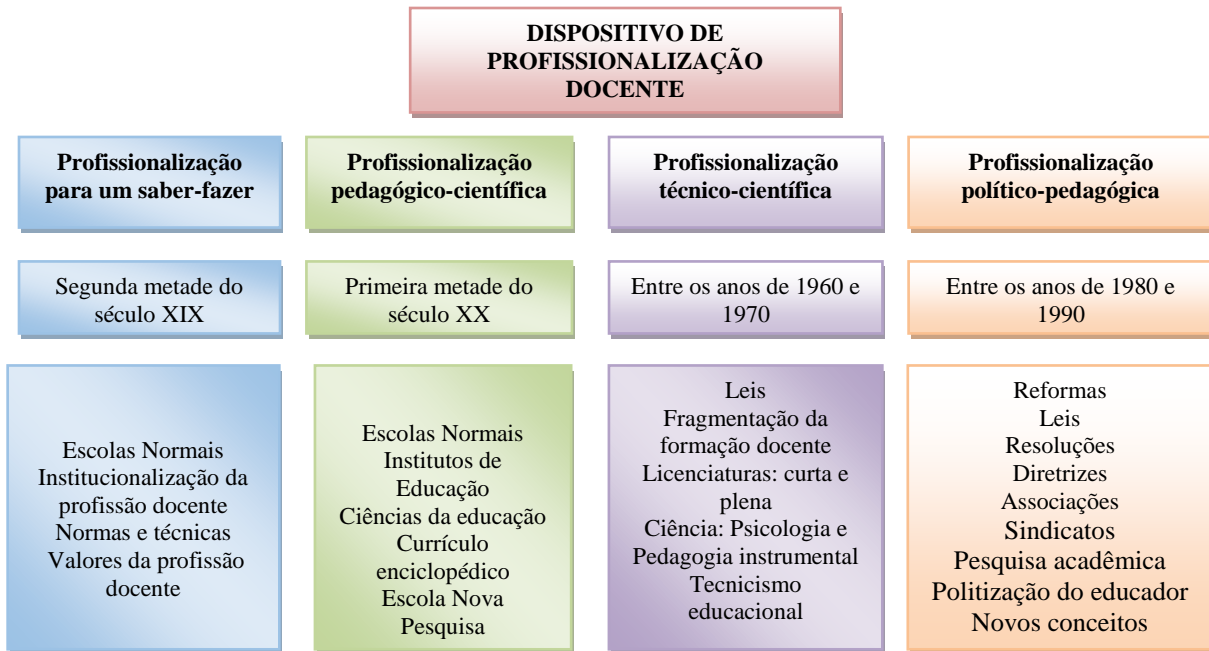 DISPOSITIVO DE
PROFISSIONALIZAÇÃO
DOCENTE
Profissionalização
para um saber-fazer
Segunda metade do
século XIX
Escolas Normais
Institucionalização da
profissão docente
Normas e técnicas
Valores da profissão
docente
Profissionalização
pedagógico-científica
Primeira metade do
século XX
Escolas Normais
Institutos de
Educação
Ciências da educação
Currículo
enciclopédico
Escola Nova
Pesquisa
Profissionalização
técnico-científica
Entre os anos de 1960 e
1970
Leis
Fragmentação da
formação docente
Licenciaturas: curta e
plena
Ciência: Psicologia e
Pedagogia instrumental
Tecnicismo
educacional
Profissionalização
político-pedagógica
Entre os anos de 1980 e
1990
Reformas
Leis
Resoluções
Diretrizes
Associações
Sindicatos
Pesquisa acadêmica
Politização do educador
Novos conceitos